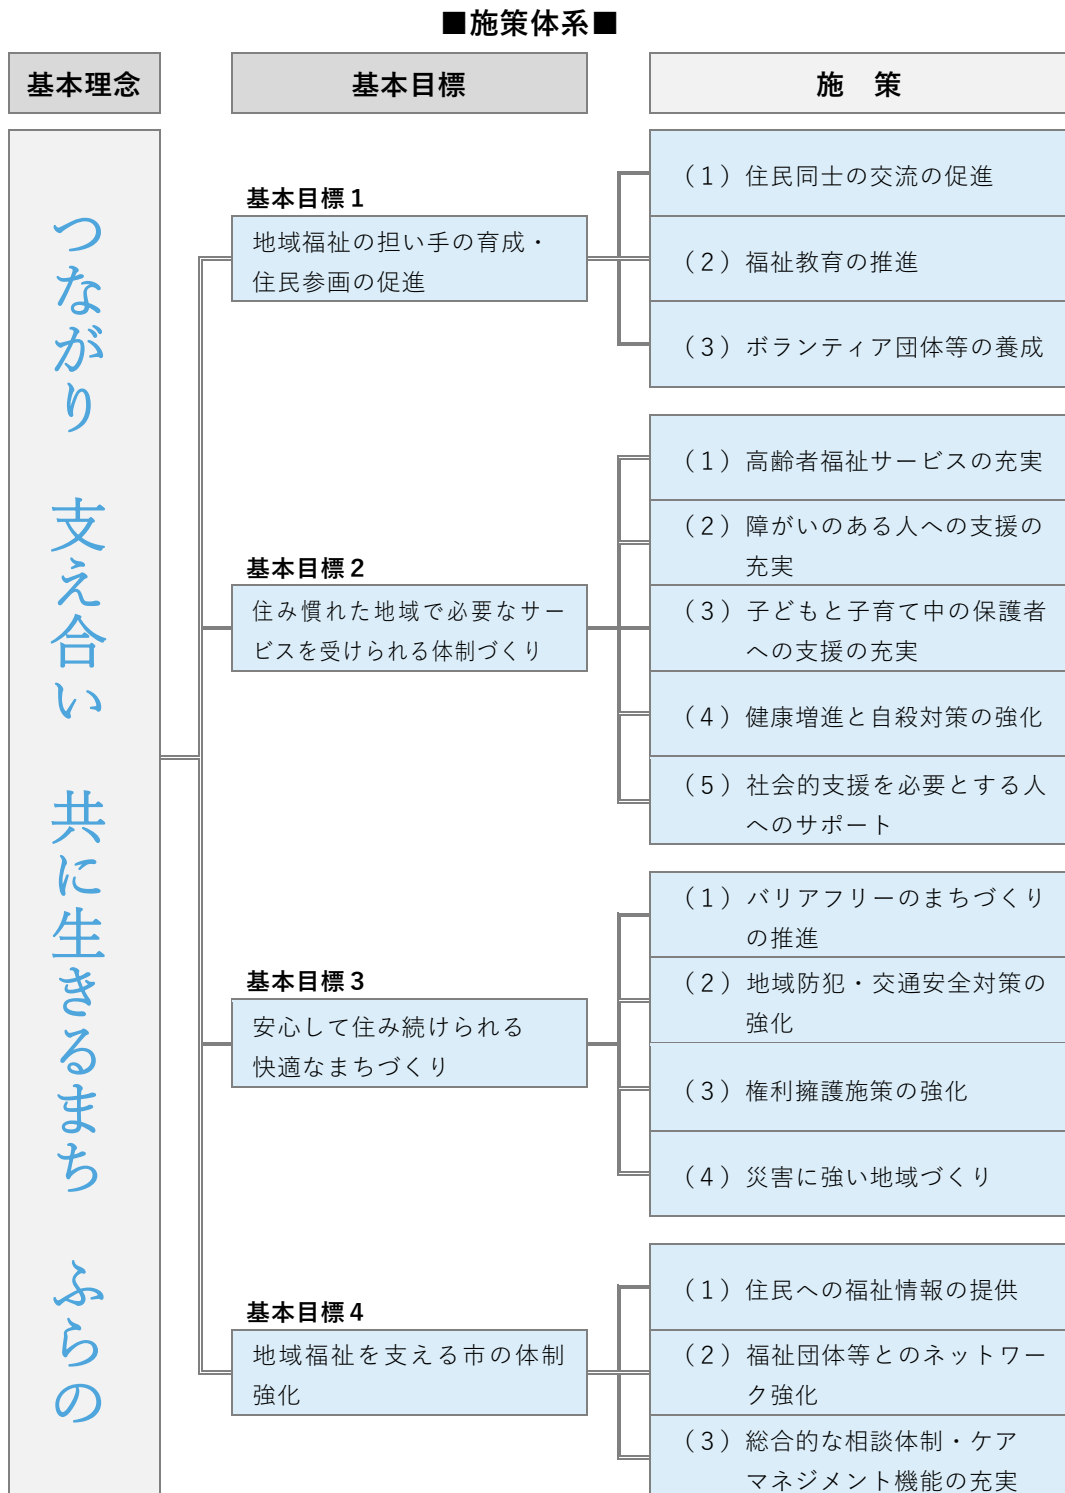 ■施策体系■
基本理念
基本目標
施　策
つながり　支え合い　共に生きるまち　ふらの
基本目標１
地域福祉の担い手の育成・
住民参画の促進
（１）住民同士の交流の促進
（２）福祉教育の推進
（３）ボランティア団体等の養成
基本目標２
住み慣れた地域で必要なサー
ビスを受けられる体制づくり
（１）高齢者福祉サービスの充実
（２）障がいのある人への支援の
充実
（３）子どもと子育て中の保護者
への支援の充実
（４）健康増進と自殺対策の強化
（５）社会的支援を必要とする人
へのサポート
基本目標３
安心して住み続けられる
快適なまちづくり
（１）バリアフリーのまちづくり
の推進
（２）地域防犯・交通安全対策の
強化
（３）権利擁護施策の強化
（４）災害に強い地域づくり
基本目標４
地域福祉を支える市の体制
強化
（１）住民への福祉情報の提供
（２）福祉団体等とのネットワー
ク強化
（３）総合的な相談体制・ケア
マネジメント機能の充実